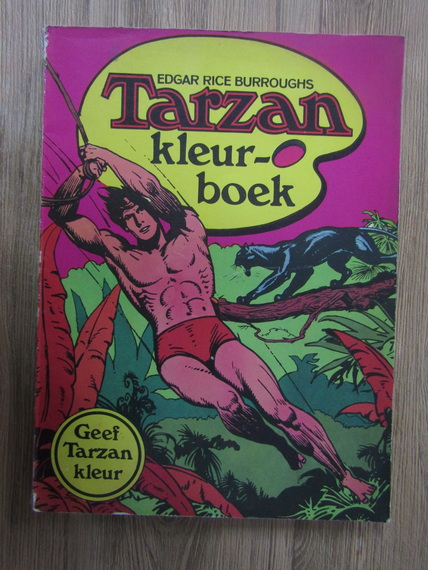 EDGAR RICE BURROUGHS
Tarzan
kleur-
boek
Geef
Tarzan
kleur